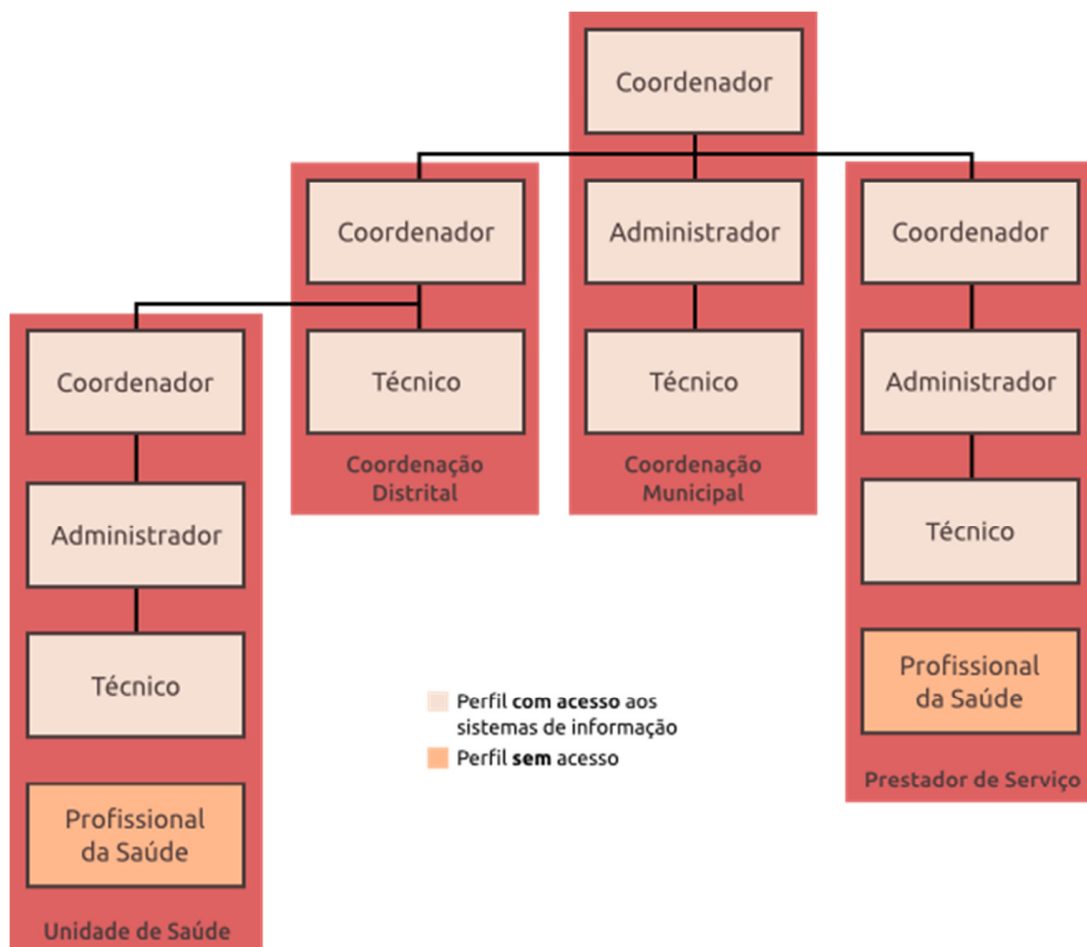 Coordenador
Coordenador
Administrador
Coordenador
Coordenador
Técnico
Técnico
Administrador
Coordenação
Distrital
Coordenação
Municipal
Administrador
Técnico
Técnico
Profissional
da Saúde
Perfil com acesso aos
sistemas de informação
Perfil sem acesso
Prestador de Serviço
Profissional
da Saúde
Unidade de Saúde